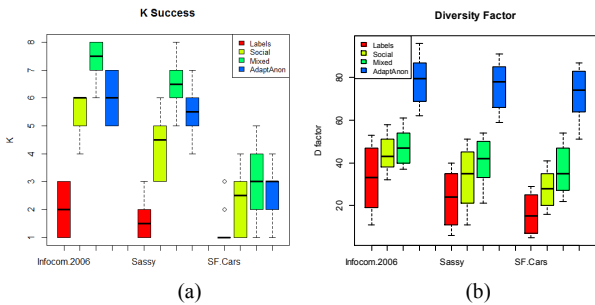 K Success
8
7
6
5
4
3
2
1
K
Labels
Social
Mixed
AdaptAnon
Infocom.2006
Sassy
SF.Cars
(a)
Diversity Factor
80
60
40
20
D factor
Labels
Social
Mixed
AdaptAnon
Infocom.2006
Sassy
SF.Cars
(b)